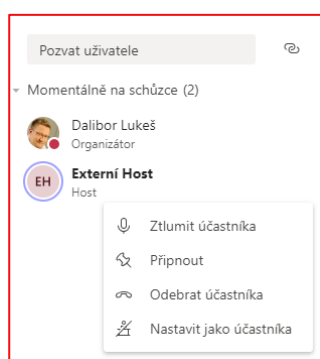 Pozvat uživatele
Momentálně na schůzce (2)
Dalibor Lukeš
Organizátor
EH
Externí Host
Host
Ztlumit účastníka
Připnout
Odebrat účastníka
Nastavit jako účastníka